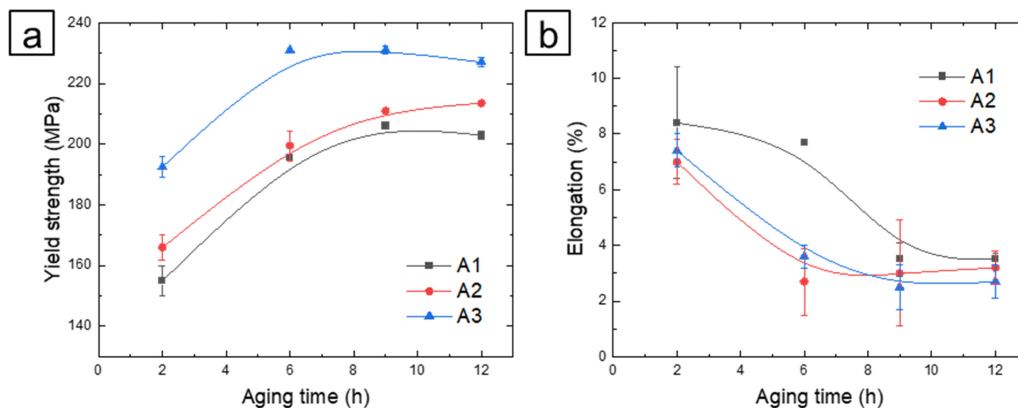 a
Yield strength (MPa)
240
220
200
180
160
140
0 2 4 6 8 10 12
Aging time (h)
A1
A2
A3
b
Elongation (%)
12
10
8
6
4
2
0
0 2 4 6 8 10 12
Aging time (h)
A1
A2
A3